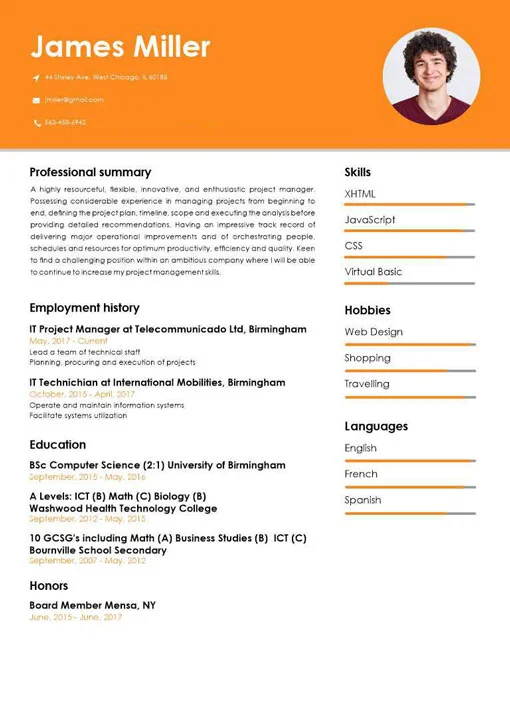 James Miller
44 Shirley Ave. West Chicago, IL 60185
jmiller@gmail.com
563-458-6942
Professional summary
A highly resourceful, flexible, innovative, and enthusiastic project manager.
Possessing considerable experience in managing projects from beginning to
end, defining the project plan, timeline, scope and executing the analysis before
providing detailed recommendations. Having an impressive track record of
delivering major operational improvements and of orchestrating people,
schedules and resources for optimum productivity, efficiency and quality. Keen
to find a challenging position within an ambitious company where I will be able
to continue to increase my project management skills.
Employment history
IT Project Manager at Telecommunicado Ltd, Birmingham
May, 2017 - Current
Lead a team of technical staff
Planning, procuring and execution of projects
IT Technichian at International Mobilities, Birmingham
October, 2015 - April, 2017
Operate and maintain information systems
Facilitate systems utilization
Education
BSc Computer Science (2:1) University of Birmingham
September, 2015 - May, 2016
A Levels: ICT (B) Math (C) Biology (B)
Washwood Health Technology College
September, 2012 - May, 2015
10 GCSG's including Math (A) Business Studies (B) ICT (C)
Bournville School Secondary
September, 2007 - May, 2012
Honors
Board Member Mensa, NY
June, 2015 - June, 2017
Skills
XHTML
JavaScript
CSS
Virtual Basic
Hobbies
Web Design
Shopping
Travelling
Languages
English
French
Spanish